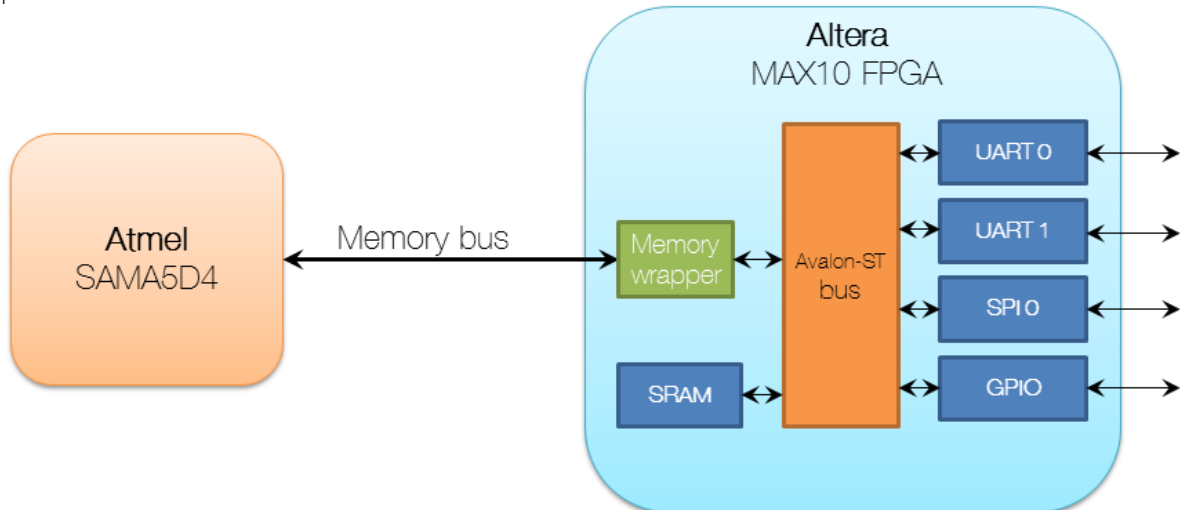 Altera
MAX10 FPGA
Atmel
SAMA5D4
Memory bus
Memory
wrapper
SRAM
Avalon-ST
bus
UART 0
UART 1
SPI 0
GPIO